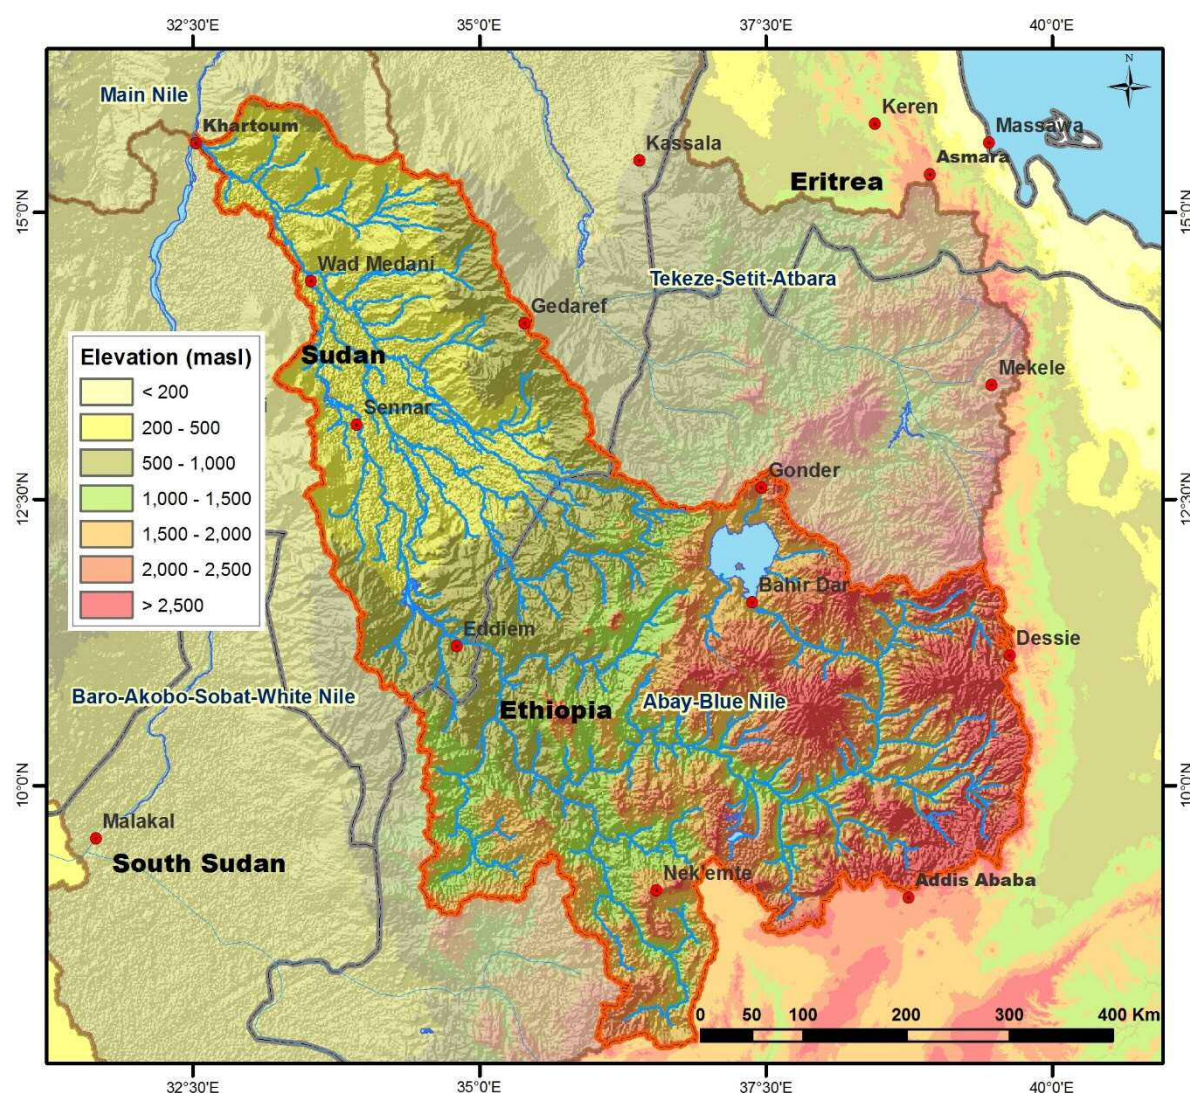 32°30'E 35°0'E 37°30'E 40°0'E
N
Main Nile
Keren
Khartoum
Massawa
Kassala
Asmara
Eritrea
15°0'N 15°0'N
Wad Medani
Tekeze-Setit-Atbara
Gedaref
Elevation (masl)
< 200
200 - 500
500 - 1,000
1,000 - 1,500
1,500 - 2,000
2,000 - 2,500
> 2,500
Sudan
Mekele
Sennar
Gonder
12°30'N 12°30'N
Bahir Dar
Eddiem
Dessie
Baro-Akobo-Sobat-White Nile
Ethiopia
Abay-Blue Nile
10°0'N 10°0'N
Malakal
South Sudan
Nek'emte
Addis Ababa
0 50 100 200 300 400 Km
32°30'E 35°0'E 37°30'E 40°0'E